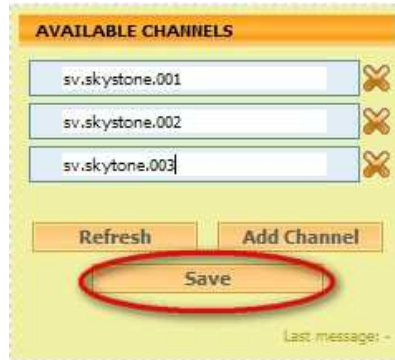 AVAILABLE CHANNELS
sv.skystone.001
sv.skystone.002
sv.skytone.003
Refresh Add Channel
Save
Last message: -